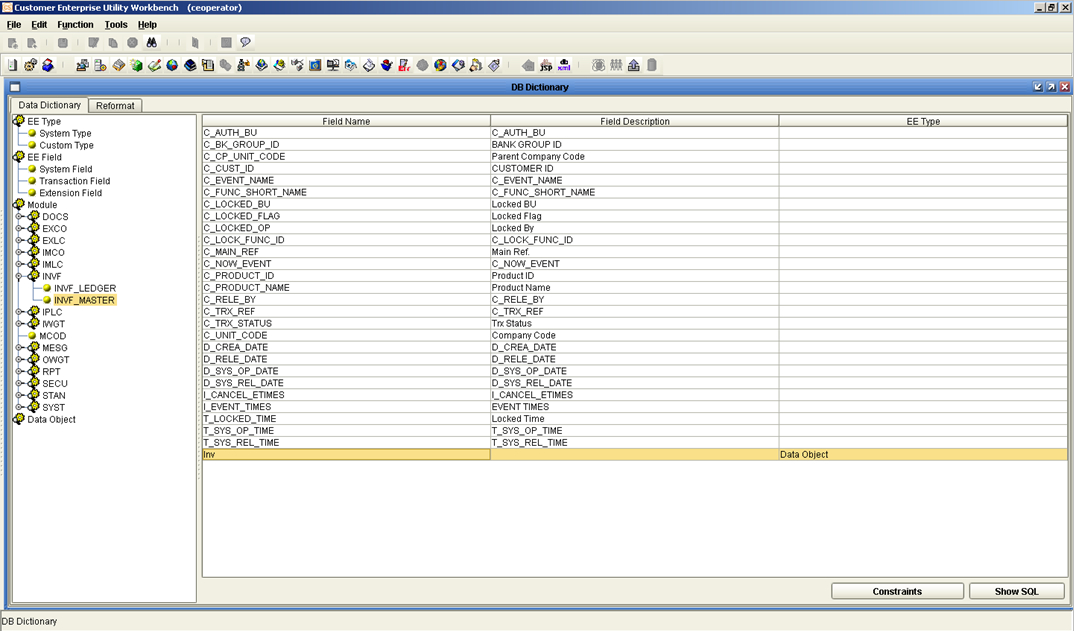 Customer Enterprise Utility Workbench (ceoperator)
File Edit Function Tools Help
jsp xml
DB Dictionary
Data Dictionary Reformat
EE Type
System Type
Custom Type
EE Field
System Field
Transaction Field
Extension Field
Module
DOCS
EXCO
EXLC
IMCO
IMLC
INVF
INVF_LEDGER
INVF_MASTER
IPLC
IWGT
MCOD
MESG
OWGT
RPT
SECU
STAN
SYST
Data Object
Field Name Field Description EE Type
C_AUTH_BU C_AUTH_BU
C_BK_GROUP_ID BANK GROUP ID
C_CP_UNIT_CODE Parent Company Code
C_CUST_ID CUSTOMER ID
C_EVENT_NAME C_EVENT_NAME
C_FUNC_SHORT_NAME C_FUNC_SHORT_NAME
C_LOCKED_BU Locked BU
C_LOCKED_FLAG Locked Flag
C_LOCKED_OP Locked By
C_LOCK_FUNC_ID C_LOCK_FUNC_ID
C_MAIN_REF Main Ref.
C_NOW_EVENT C_NOW_EVENT
C_PRODUCT_ID Product ID
C_PRODUCT_NAME Product Name
C_RELE_BY C_RELE_BY
C_TRX_REF C_TRX_REF
C_TRX_STATUS Trx Status
C_UNIT_CODE Company Code
D_CREA_DATE D_CREA_DATE
D_RELE_DATE D_RELE_DATE
D_SYS_OP_DATE D_SYS_OP_DATE
D_SYS_REL_DATE D_SYS_REL_DATE
I_CANCEL_ETIMES I_CANCEL_ETIMES
I_EVENT_TIMES EVENT TIMES
T_LOCKED_TIME Locked Time
T_SYS_OP_TIME T_SYS_OP_TIME
T_SYS_REL_TIME T_SYS_REL_TIME
Inv Data Object
Constraints Show SQL
DB Dictionary